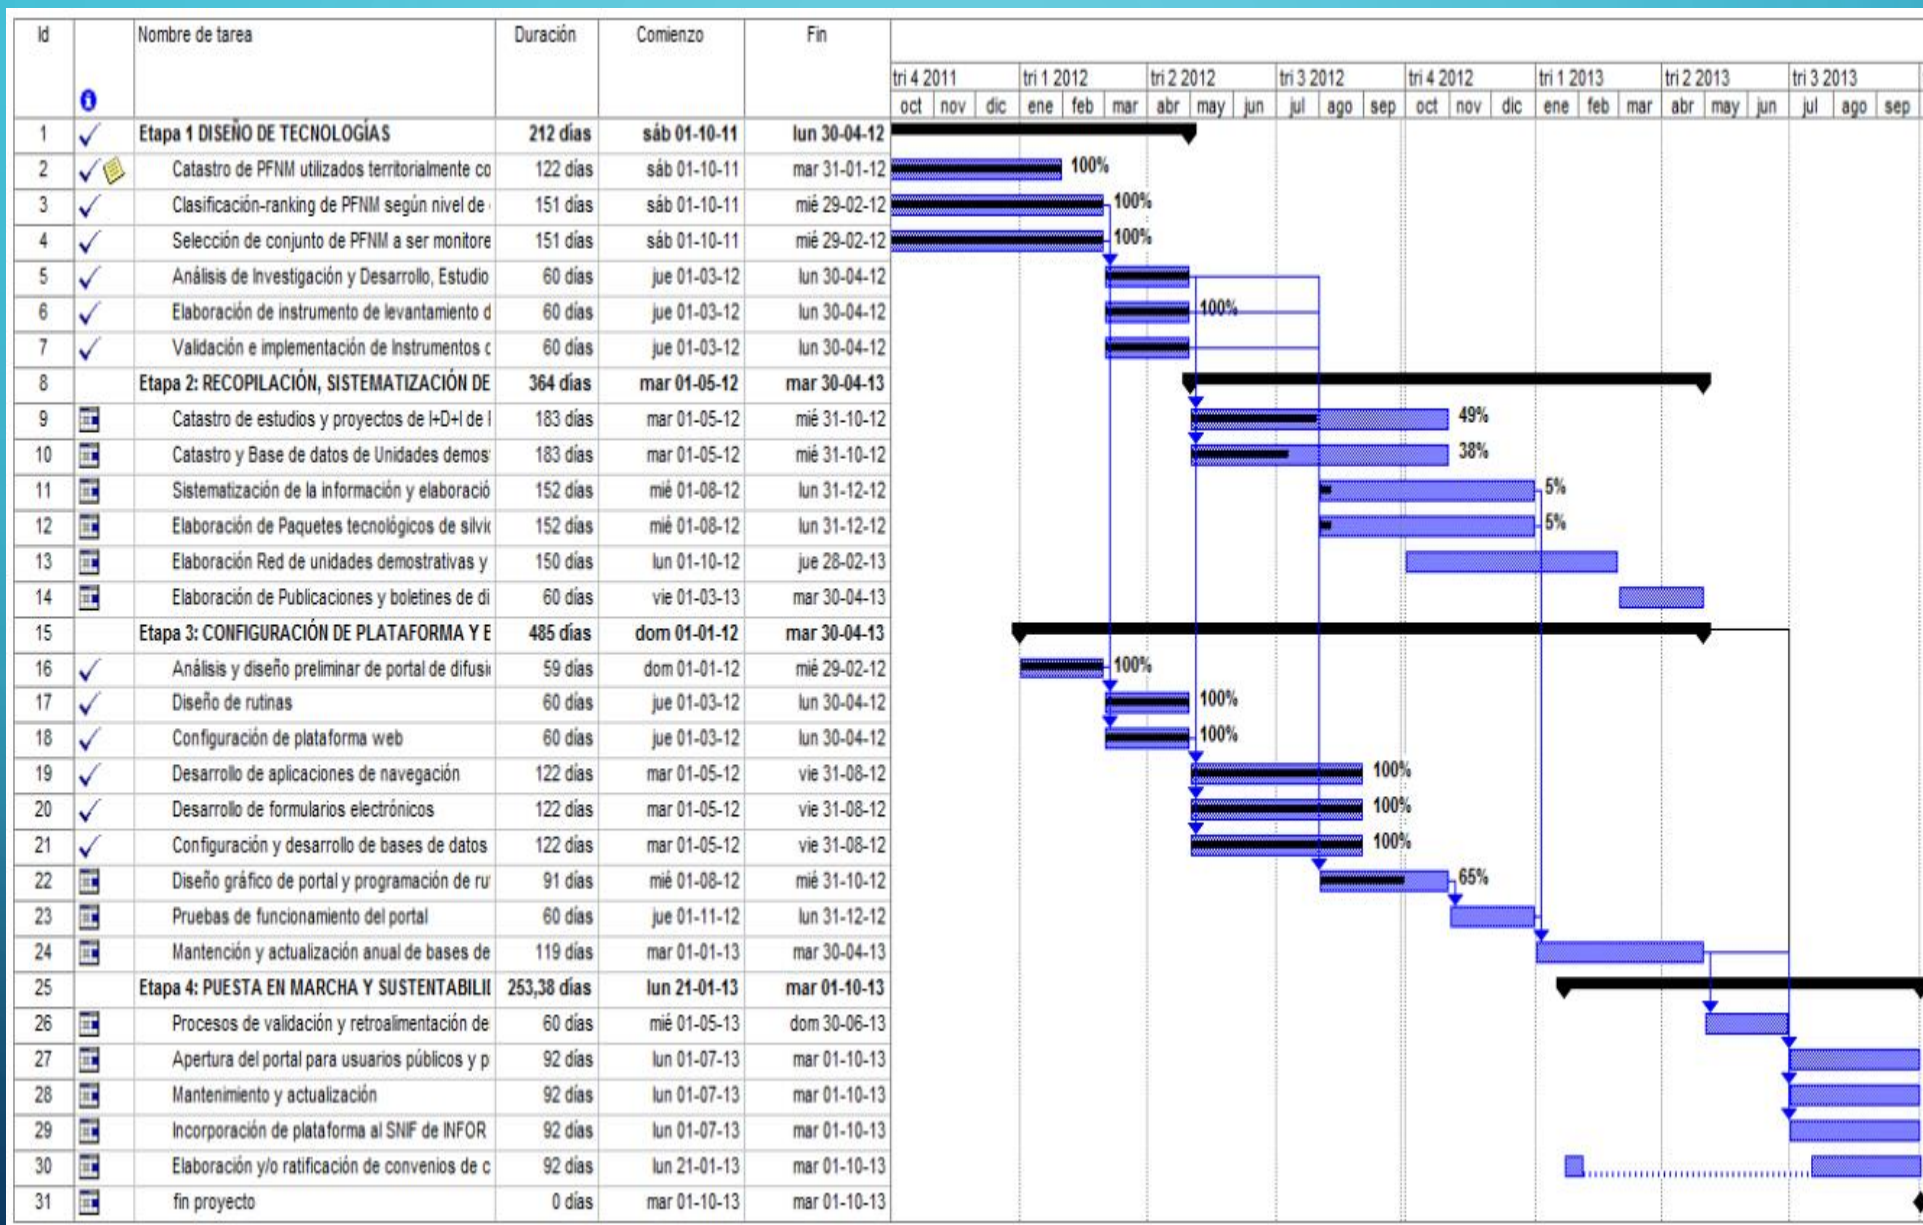 Id Nombre de tarea Duración Comienzo Fin
tri 4 2011 tri 1 2012 tri 2 2012 tri 3 2012 tri 4 2012 tri 1 2013 tri 2 2013 tri 3 2013
oct nov dic ene feb mar abr may jun jul ago sep oct nov dic ene feb mar abr may jun jul ago sep
1 Etapa 1 DISEÑO DE TECNOLOGÍAS 212 días sáb 01-10-11 lun 30-04-12
2 Catastro de PFNM utilizados territorialmente co 122 días sáb 01-10-11 mar 31-01-12 100%
3 Clasificación-ranking de PFNM según nivel de 151 días sáb 01-10-11 mié 29-02-12 100%
4 Selección de conjunto de PFNM a ser monitore 151 días sáb 01-10-11 mié 29-02-12 100%
5 Análisis de Investigación y Desarrollo, Estudio 60 días jue 01-03-12 lun 30-04-12
6 Elaboración de instrumento de levantamiento d 60 días jue 01-03-12 lun 30-04-12 100%
7 Validación e implementación de Instrumentos c 60 días jue 01-03-12 lun 30-04-12
8 Etapa 2: RECOPILACIÓN, SISTEMATIZACIÓN DE 364 días mar 01-05-12 mar 30-04-13
9 Catastro de estudios y proyectos de I+D+I de 183 días mar 01-05-12 mié 31-10-12 49%
10 Catastro y Base de datos de Unidades demos 183 días mar 01-05-12 mié 31-10-12 38%
11 Sistematización de la información y elaboració 152 días mié 01-08-12 lun 31-12-12 5%
12 Elaboración de Paquetes tecnológicos de silvi 152 días mié 01-08-12 lun 31-12-12 5%
13 Elaboración Red de unidades demostrativas y 150 días lun 01-10-12 jue 28-02-13
14 Elaboración de Publicaciones y boletines de di 60 días vie 01-03-13 mar 30-04-13
15 Etapa 3: CONFIGURACIÓN DE PLATAFORMA Y E 485 días dom 01-01-12 mar 30-04-13
16 Análisis y diseño preliminar de portal de difusi 59 días dom 01-01-12 mié 29-02-12 100%
17 Diseño de rutinas 60 días jue 01-03-12 lun 30-04-12 100%
18 Configuración de plataforma web 60 días jue 01-03-12 lun 30-04-12 100%
19 Desarrollo de aplicaciones de navegación 122 días mar 01-05-12 vie 31-08-12 100%
20 Desarrollo de formularios electrónicos 122 días mar 01-05-12 vie 31-08-12 100%
21 Configuración y desarrollo de bases de datos 122 días mar 01-05-12 vie 31-08-12 100%
22 Diseño gráfico de portal y programación de ru 91 días mié 01-08-12 mié 31-10-12 65%
23 Pruebas de funcionamiento del portal 60 días jue 01-11-12 lun 31-12-12
24 Mantención y actualización anual de bases de 119 días mar 01-01-13 mar 30-04-13
25 Etapa 4: PUESTA EN MARCHA Y SUSTENTABILI 253,38 días lun 21-01-13 mar 01-10-13
26 Procesos de validación y retroalimentación de 60 días mié 01-05-13 dom 30-06-13
27 Apertura del portal para usuarios públicos y p 92 días lun 01-07-13 mar 01-10-13
28 Mantenimiento y actualización 92 días lun 01-07-13 mar 01-10-13
29 Incorporación de plataforma al SNIF de INFOR 92 días lun 01-07-13 mar 01-10-13
30 Elaboración y/o ratificación de convenios de c 92 días lun 21-01-13 mar 01-10-13
31 fin proyecto 0 días mar 01-10-13 mar 01-10-13